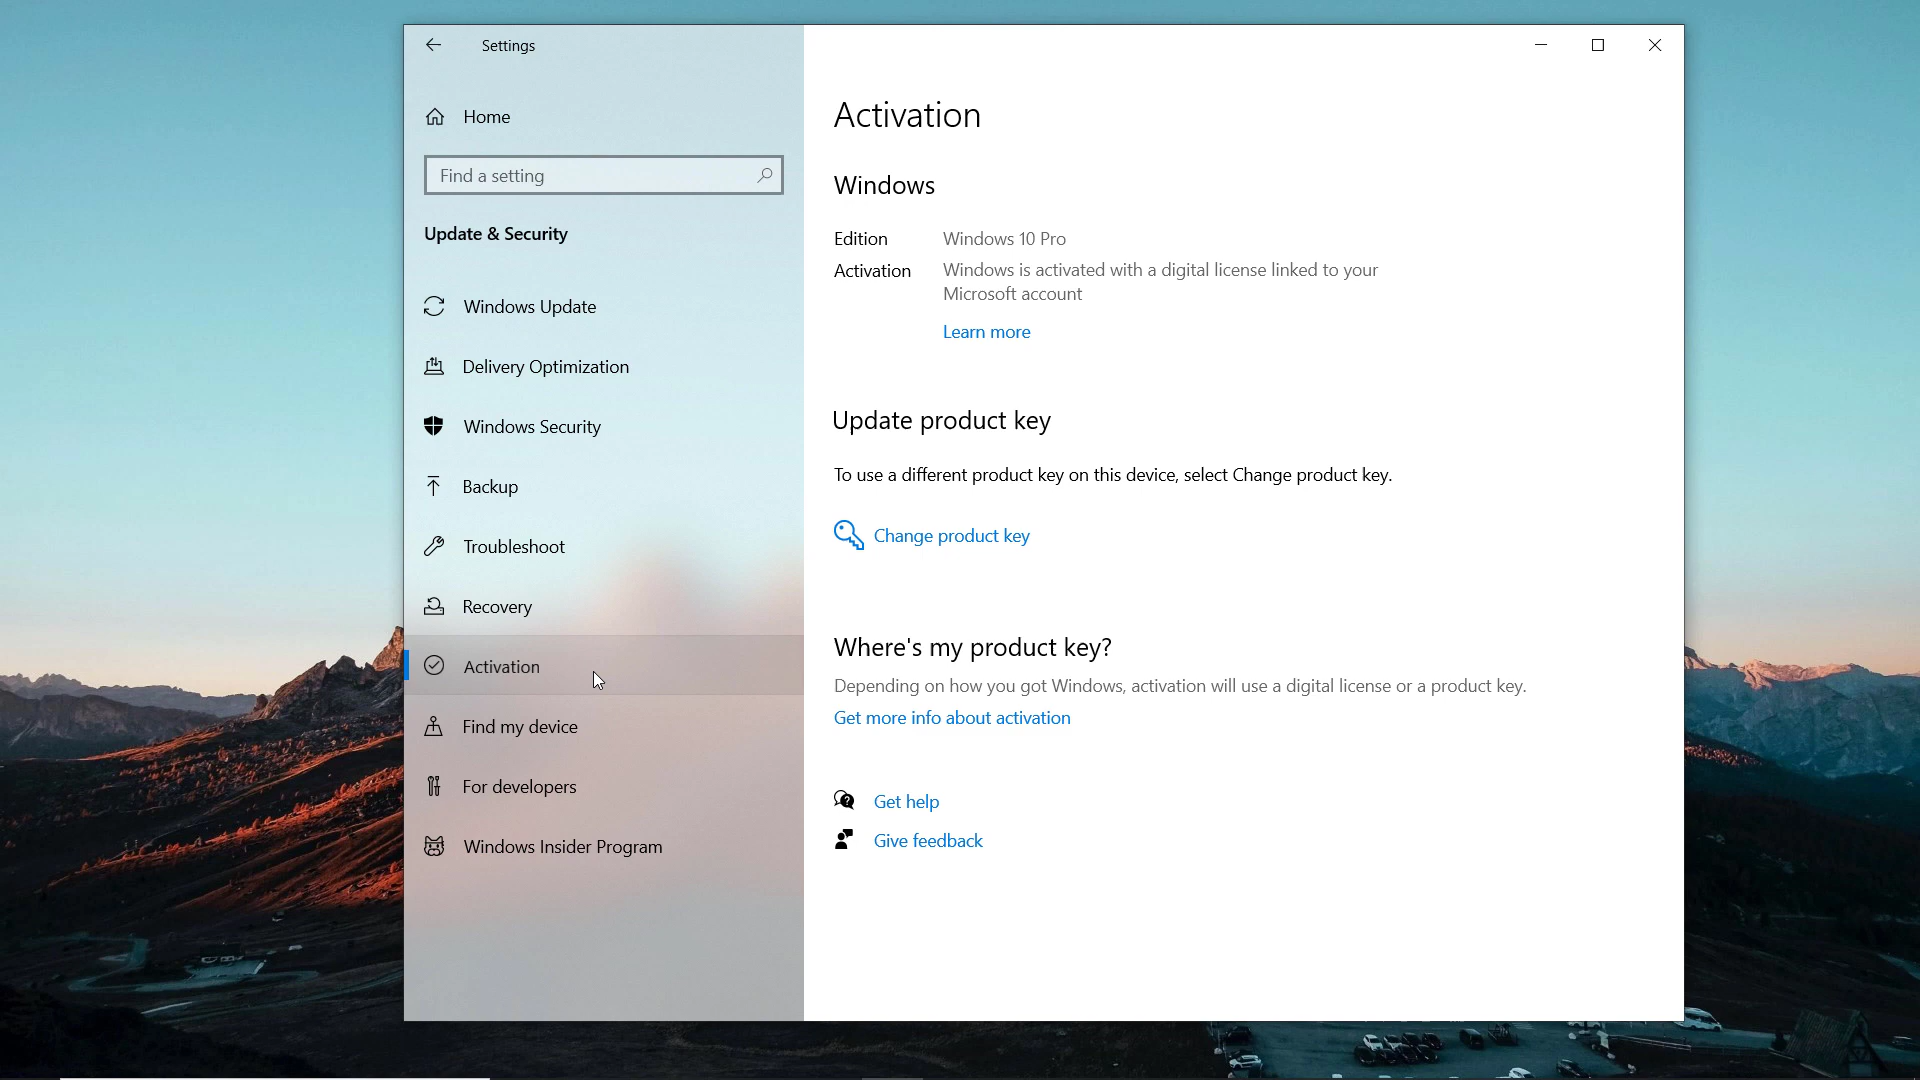 Settings
Home
Find a setting
Update & Security
Windows Update
Delivery Optimization
Windows Security
Backup
Troubleshoot
Recovery
Activation
Find my device
For developers
Windows Insider Program
Activation
Windows
Edition Windows 10 Pro
Activation Windows is activated with a digital license linked to your
Microsoft account
Learn more
Update product key
To use a different product key on this device, select Change product key.
Change product key
Where's my product key?
Depending on how you got Windows, activation will use a digital license or a product key.
Get more info about activation
Get help
Give feedback